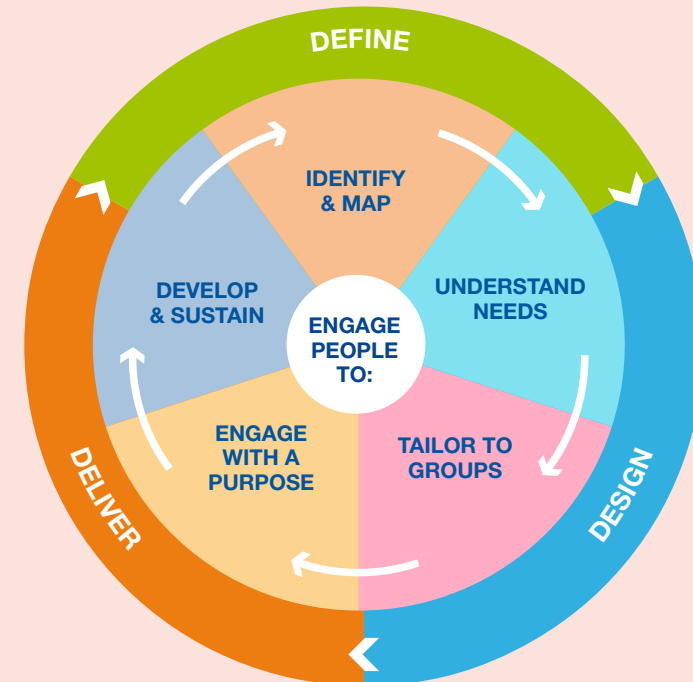 DEFINE
IDENTIFY
& MAP
DEVELOP
& SUSTAIN
UNDERSTAND
NEEDS
ENGAGE
PEOPLE
TO:
ENGAGE
WITH A
PURPOSE
TAILOR TO
GROUPS
DELIVER
DESIGN